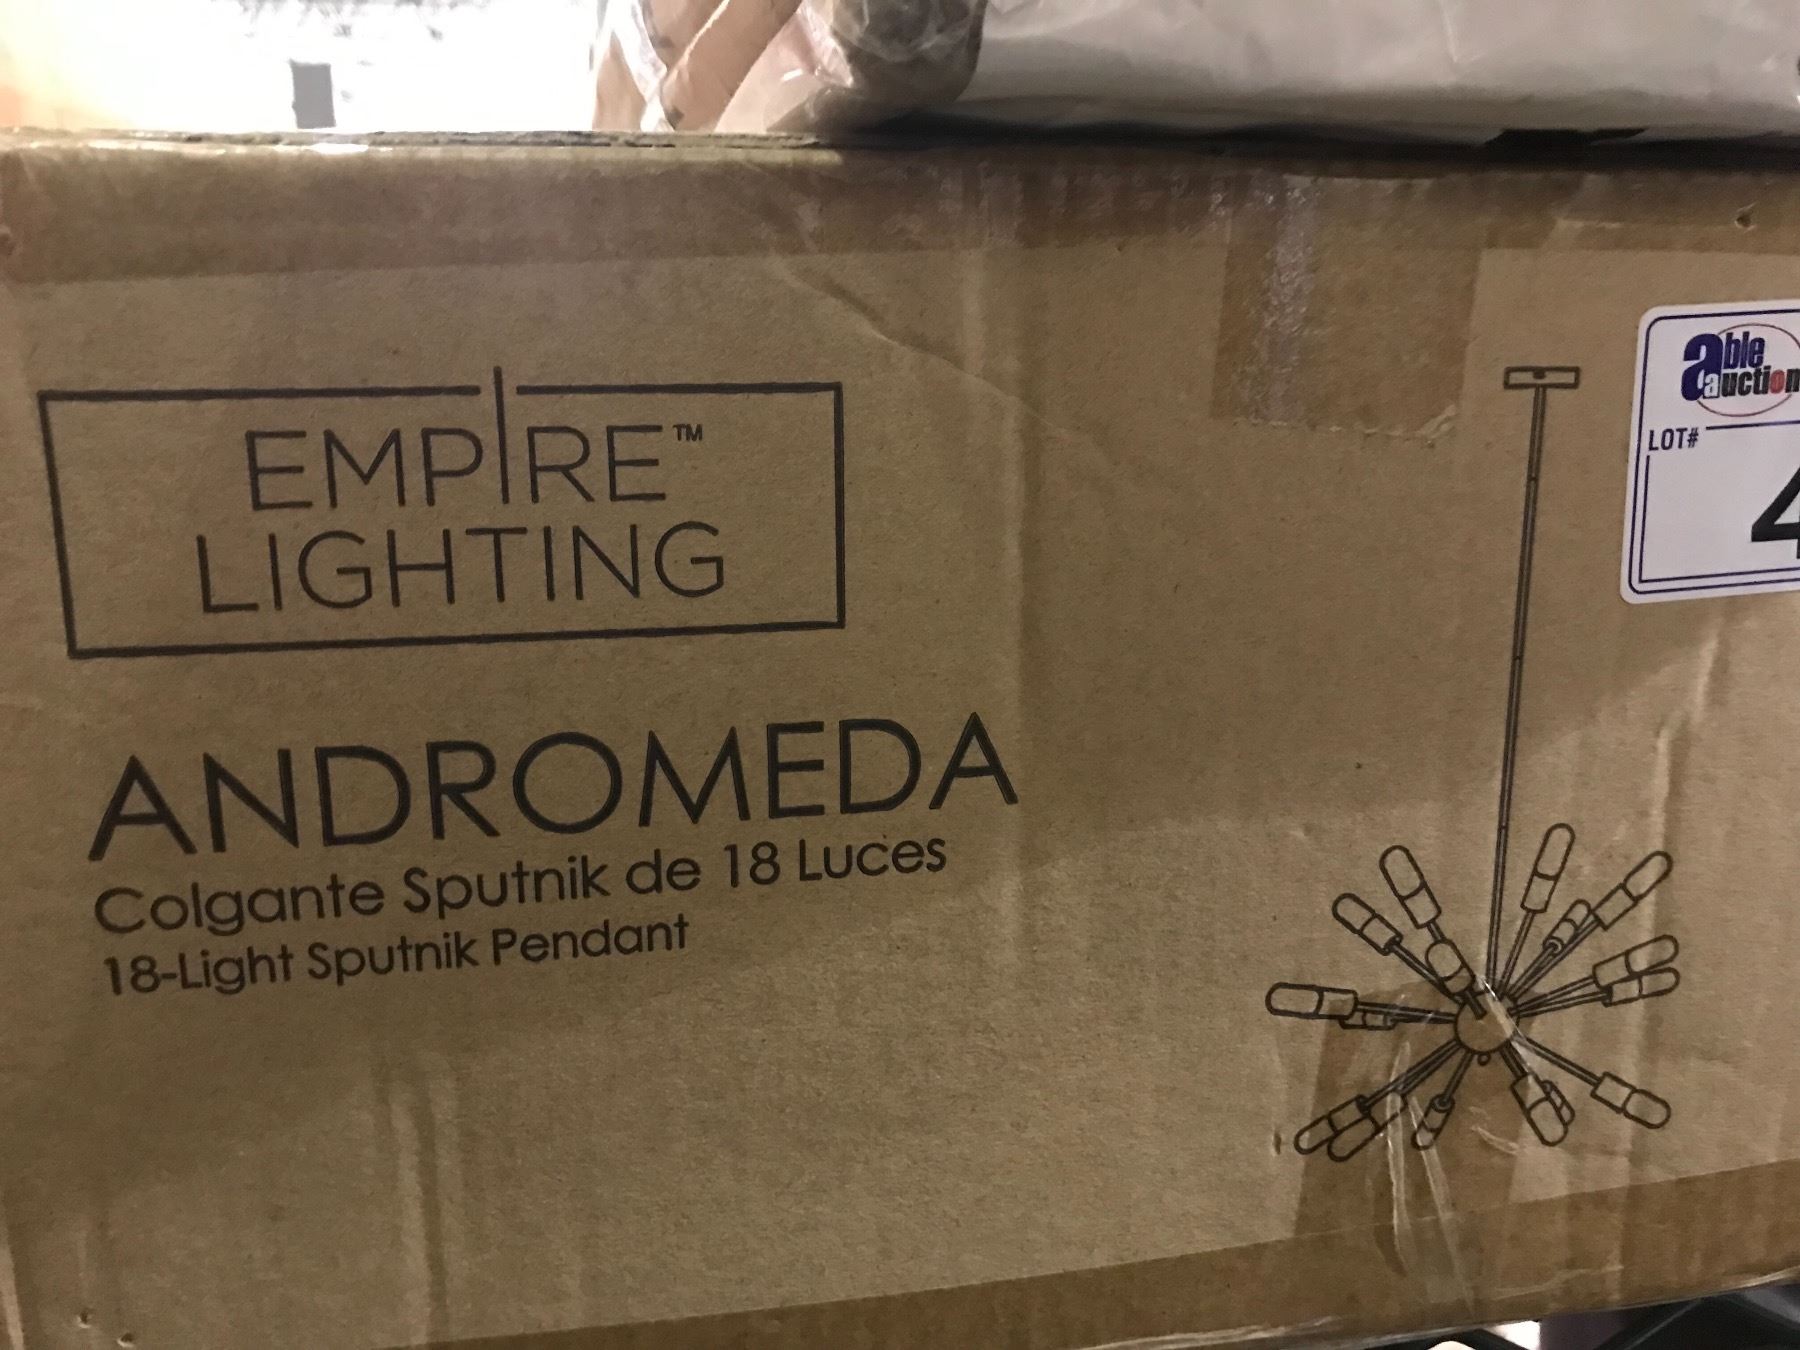 EMPIRE™
LIGHTING
ANDROMEDA
Colgante Sputnik de 18 Luces
18-Light Sputnik Pendant
able
auction
LOT#
4